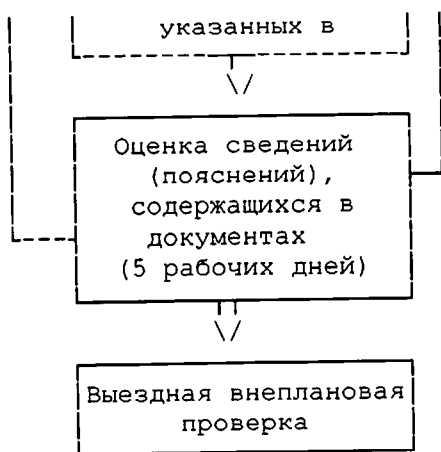 указанных в
Оценка сведений
(пояснений),
содержащихся в
документах
(5 рабочих дней)
Выездная внеплановая
проверка